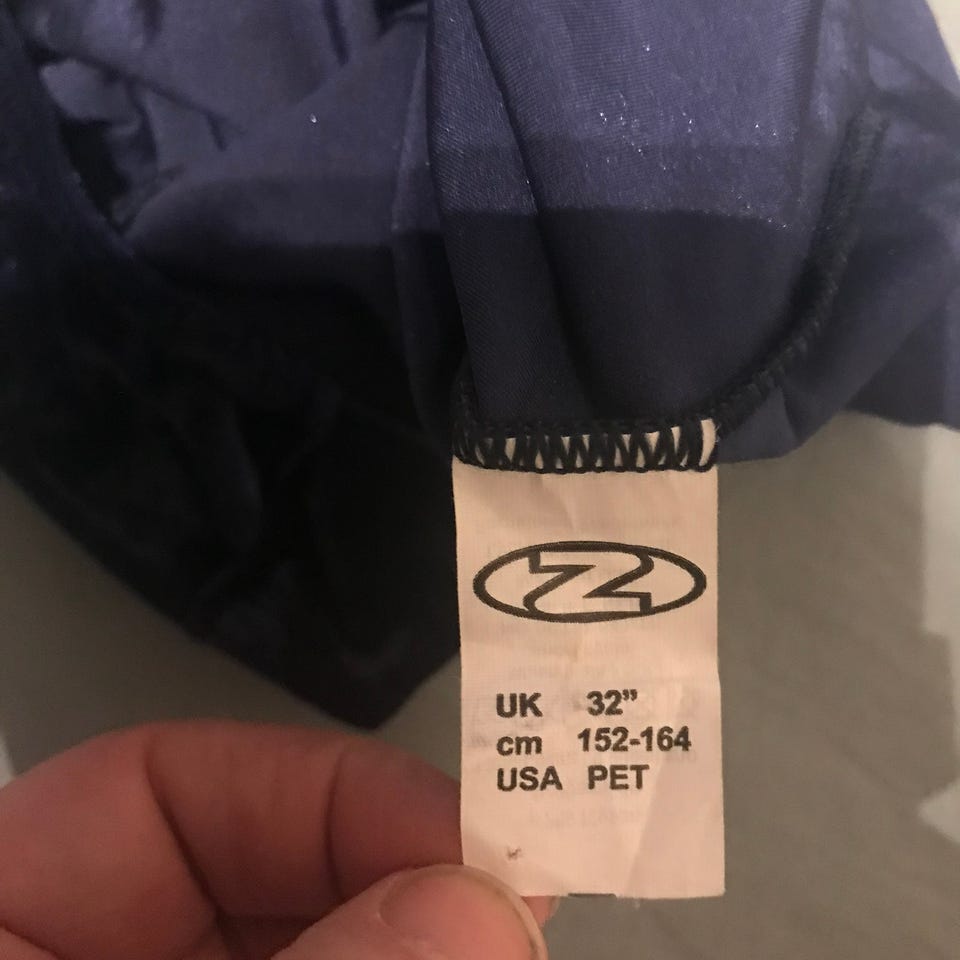 Z
UK 32”
cm 152-164
USA PET